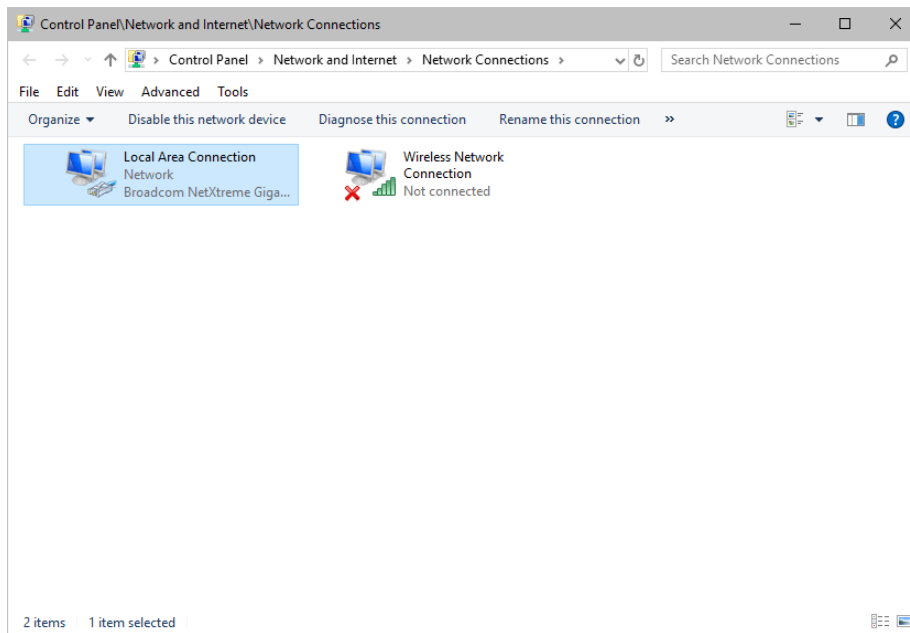 Control Panel\Network and Internet\Network Connections
Control Panel > Network and Internet > Network Connections >
Search Network Connections
File Edit View Advanced Tools
Organize Disable this network device Diagnose this connection Rename this connection »
Local Area Connection
Network
Broadcom NetXtreme Giga...
Wireless Network
Connection
Not connected
2 items 1 item selected